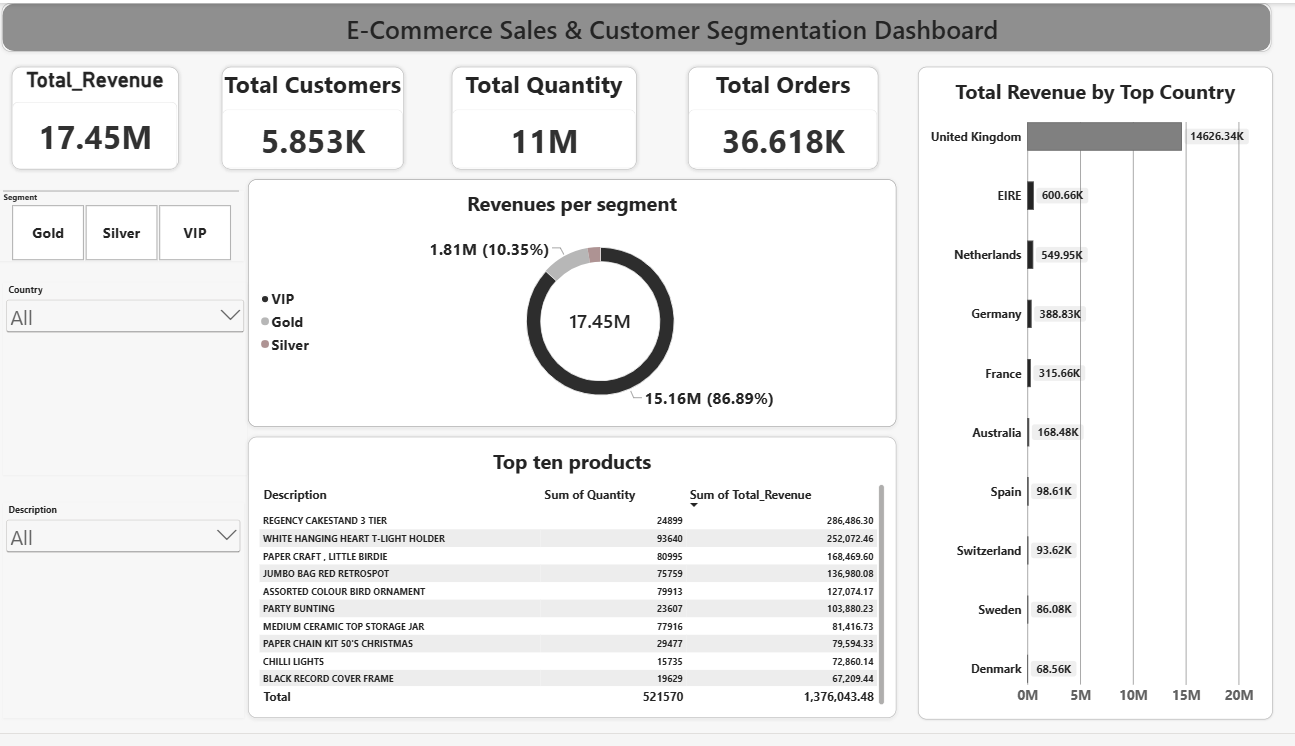 E-Commerce Sales & Customer Segmentation Dashboard
Total_Revenue
17.45M
Total Customers
5.853K
Total Quantity
11M
Total Orders
36.618K
Segment
Gold Silver VIP
Country
All
Description
All
Revenues per segment
1.81M (10.35%)
VIP
Gold
Silver
17.45M
15.16M (86.89%)
Top ten products
Description Sum of Quantity Sum of Total_Revenue
REGENCY CAKESTAND 3 TIER 24899 286,486.30
WHITE HANGING HEART T-LIGHT HOLDER 93640 252,072.46
PAPER CRAFT , LITTLE BIRDIE 80995 168,469.60
JUMBO BAG RED RETROSPOT 75759 136,980.08
ASSORTED COLOUR BIRD ORNAMENT 79913 127,074.17
PARTY BUNTING 23607 103,880.23
MEDIUM CERAMIC TOP STORAGE JAR 77916 81,416.73
PAPER CHAIN KIT 50'S CHRISTMAS 29477 79,594.33
CHILLI LIGHTS 15735 72,860.14
BLACK RECORD COVER FRAME 19629 67,209.44
Total 521570 1,376,043.48
Total Revenue by Top Country
United Kingdom 14626.34K
EIRE 600.66K
Netherlands 549.95K
Germany 388.83K
France 315.66K
Australia 168.48K
Spain 98.61K
Switzerland 93.62K
Sweden 86.08K
Denmark 68.56K
0M 5M 10M 15M 20M